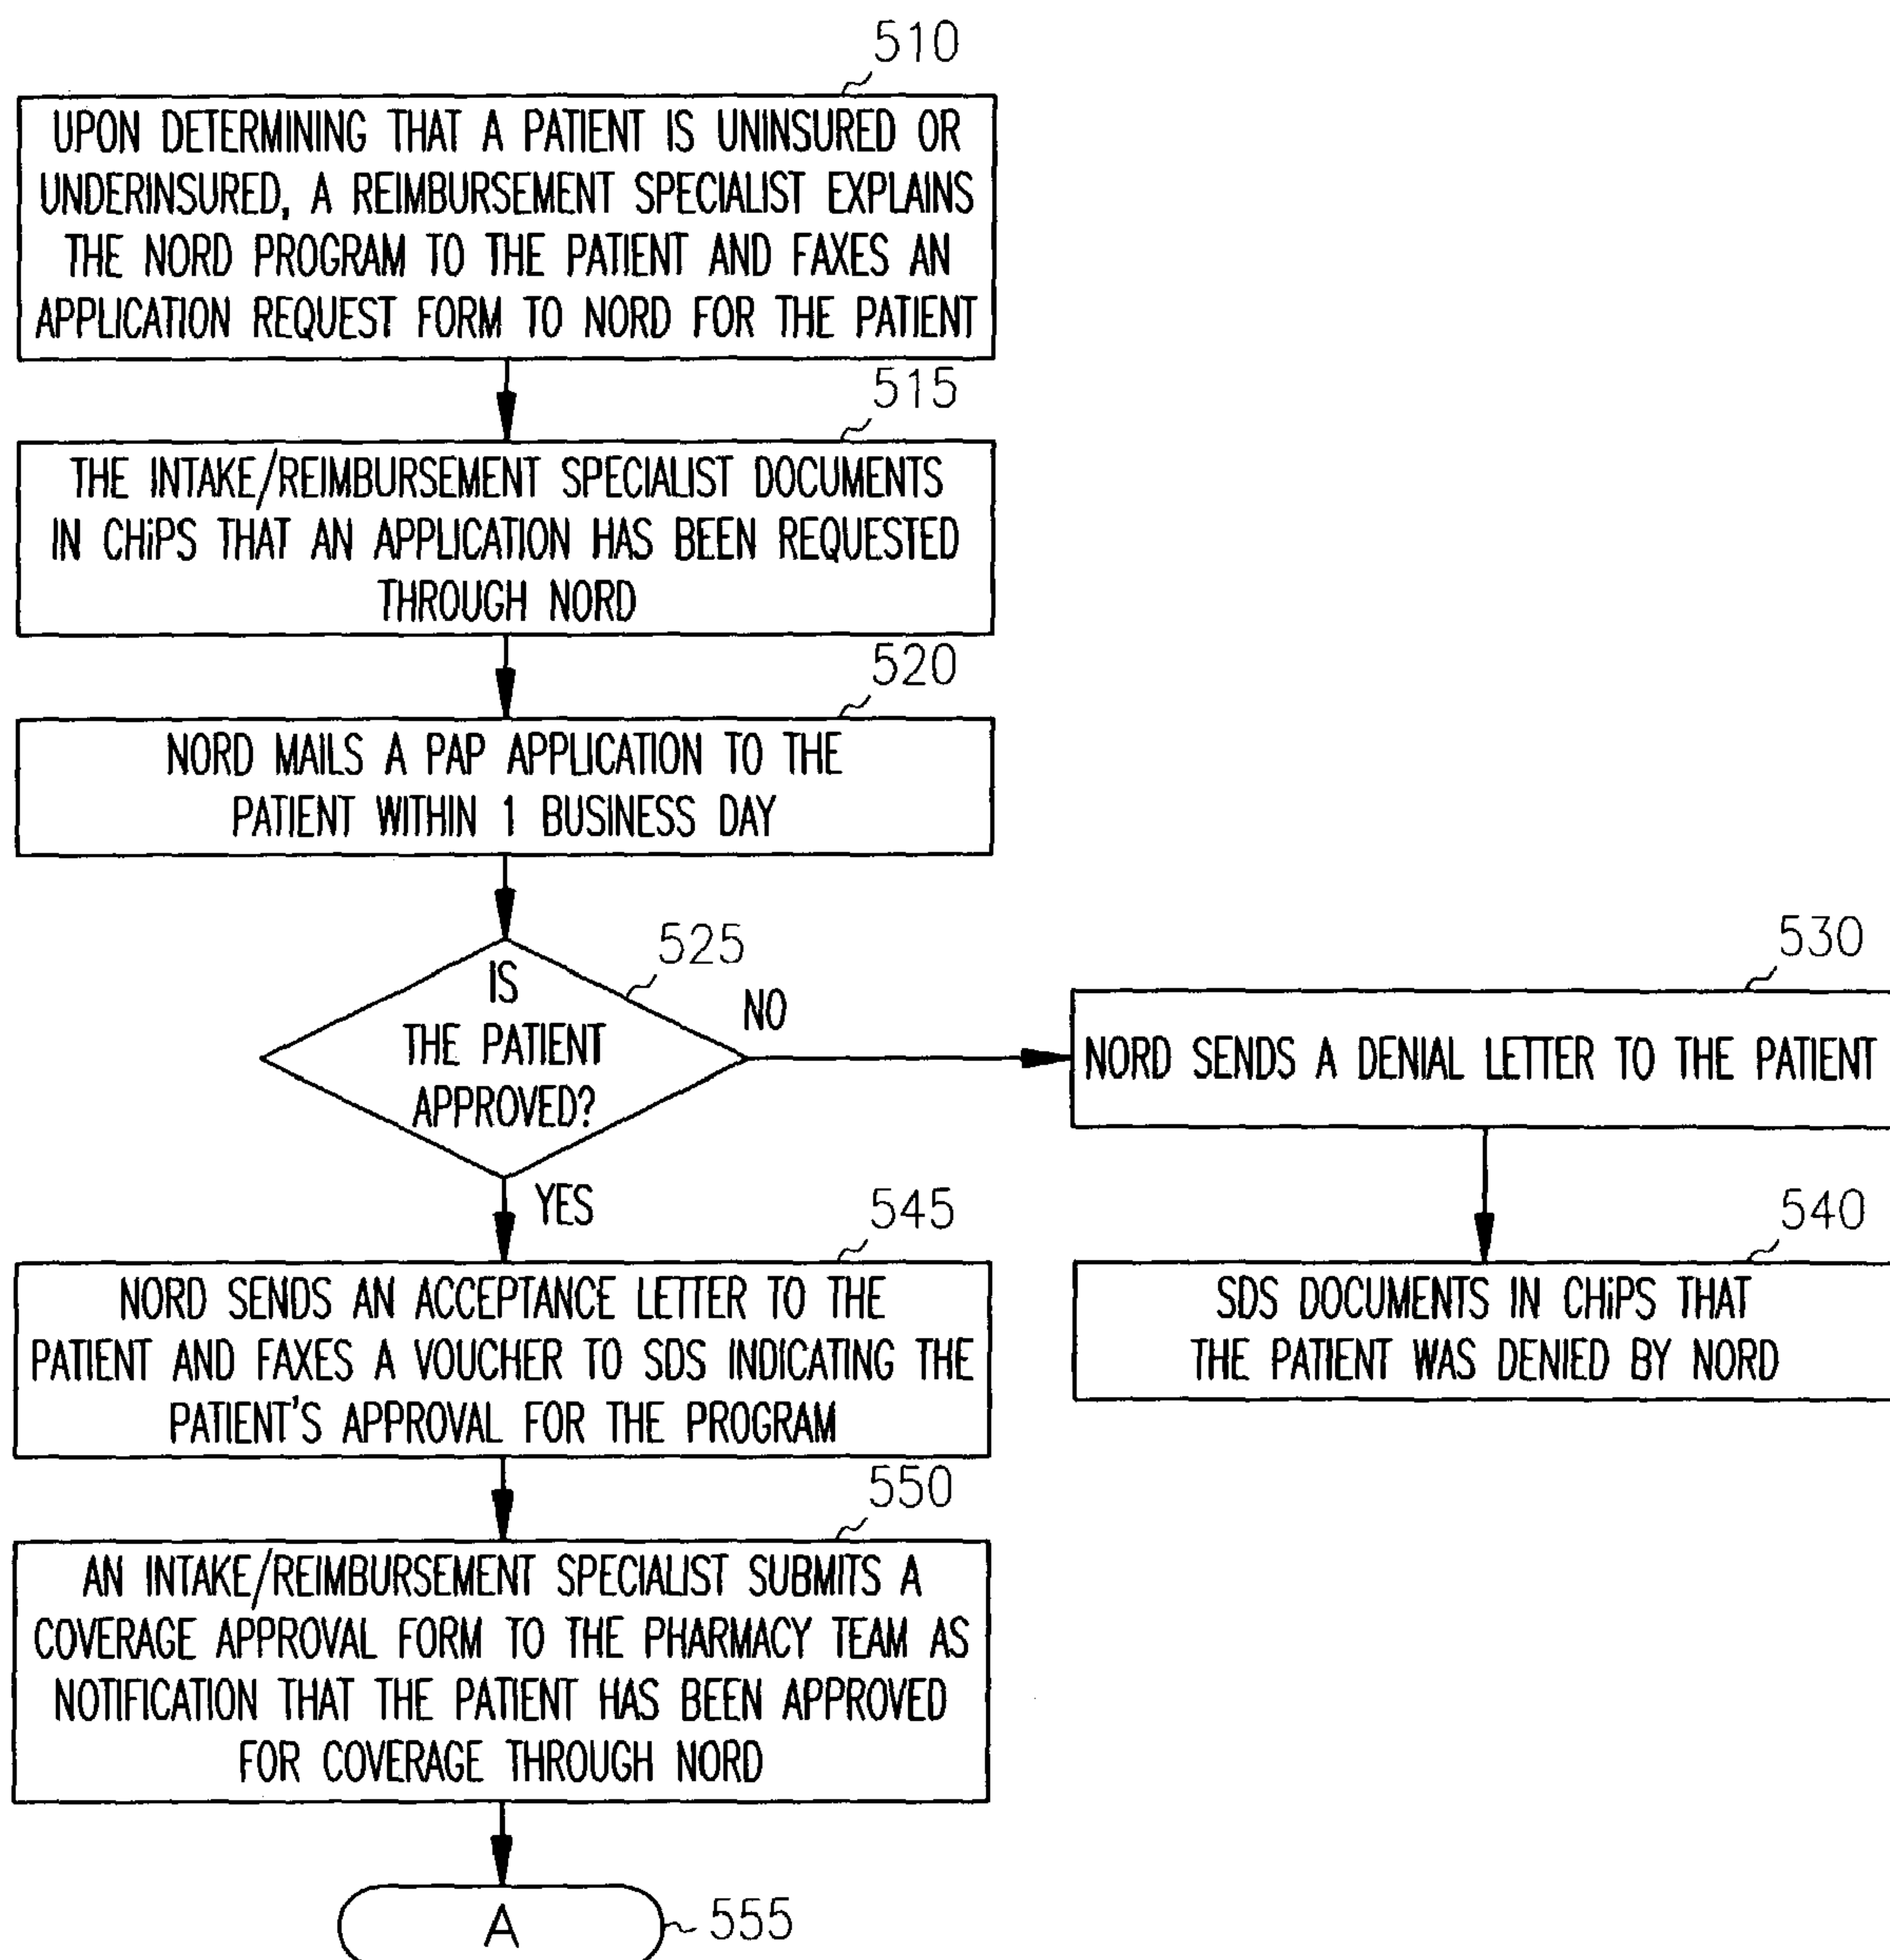 510
UPON DETERMINING THAT A PATIENT IS UNINSURED OR
UNDERINSURED, A REIMBURSEMENT SPECIALIST EXPLAINS
THE NORD PROGRAM TO THE PATIENT AND FAXES AN
APPLICATION REQUEST FORM TO NORD FOR THE PATIENT
515
THE INTAKE/REIMBURSEMENT SPECIALIST DOCUMENTS
IN CHiPS THAT AN APPLICATION HAS BEEN REQUESTED
THROUGH NORD
520
NORD MAILS A PAP APPLICATION TO THE
PATIENT WITHIN 1 BUSINESS DAY
525
IS
THE PATIENT
APPROVED?
NO
530
NORD SENDS A DENIAL LETTER TO THE PATIENT
540
SDS DOCUMENTS IN CHiPS THAT
THE PATIENT WAS DENIED BY NORD
YES
545
NORD SENDS AN ACCEPTANCE LETTER TO THE
PATIENT AND FAXES A VOUCHER TO SDS INDICATING THE
PATIENT'S APPROVAL FOR THE PROGRAM
550
AN INTAKE/REIMBURSEMENT SPECIALIST SUBMITS A
COVERAGE APPROVAL FORM TO THE PHARMACY TEAM AS
NOTIFICATION THAT THE PATIENT HAS BEEN APPROVED
FOR COVERAGE THROUGH NORD
A
555